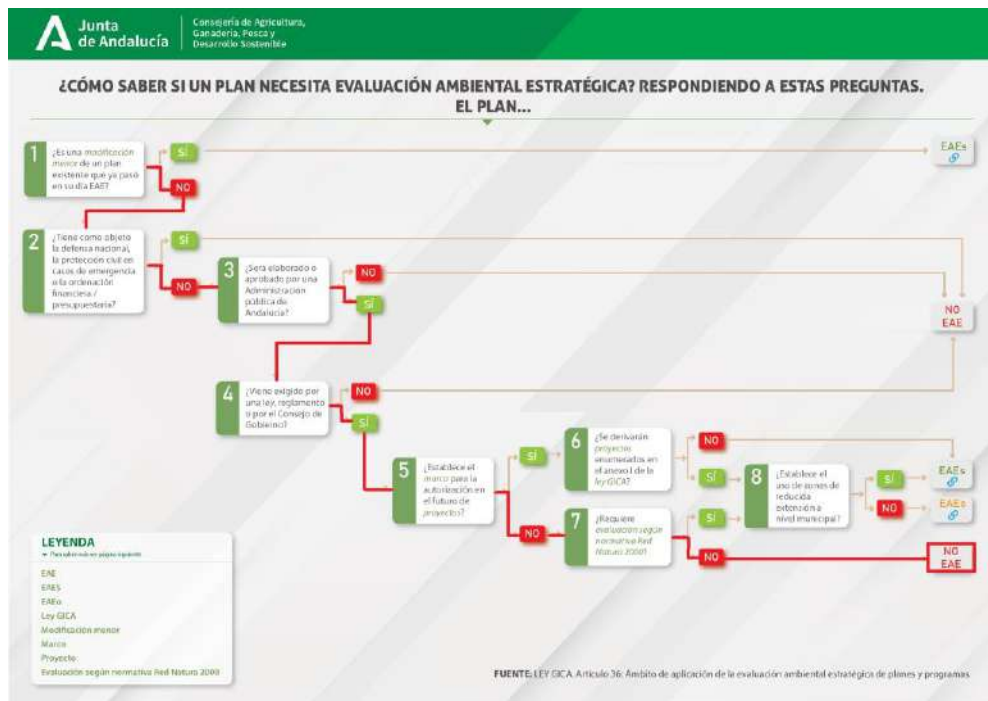 Junta
de Andalucía
Consejería de Agricultura,
Ganadería, Pesca y
Desarrollo Sostenible
¿CÓMO SABER SI UN PLAN NECESITA EVALUACIÓN AMBIENTAL ESTRATÉGICA? RESPONDIENDO A ESTAS PREGUNTAS.
EL PLAN...
1
¿Es una modificación
menor de un plan
existente que ya pasó
en su día EAE?
SÍ
NO
EAEs
2
¿Tiene como objeto
la defensa nacional,
la protección civil en
casos de emergencia
o la ordenación
financiera /
presupuestaria?
SÍ
NO
3
¿Sera elaborado o
aprobado por una
Administración
pública de
Andalucía?
NO
SÍ
NO
EAE
4
¿Viene exigido por
una ley, reglamento
o por el Consejo de
Gobierno?
NO
SÍ
5
¿Establece el
marco para la
autorización en
el futuro de
proyectos?
SÍ
NO
6
¿Se derivarán
proyectos
enumerados en
el anexo I de la
ley GICA?
NO
SÍ
7
¿Requiere
evaluación según
normativa Red
Natura 2000?
SÍ
NO
8
¿Establece el
uso de zonas de
reducida
extensión a
nivel municipal?
SÍ
NO
EAEs
EAEo
NO
EAE
LEYENDA
EAE
EAES
EAEo
Ley GICA
Modificación menor
Marco
Proyecto
Evaluación según normativa Red Natura 2000
FUENTE: LEY GICA. Artículo 36: Ámbito de aplicación de la evaluación ambiental estratégica de planes y programas